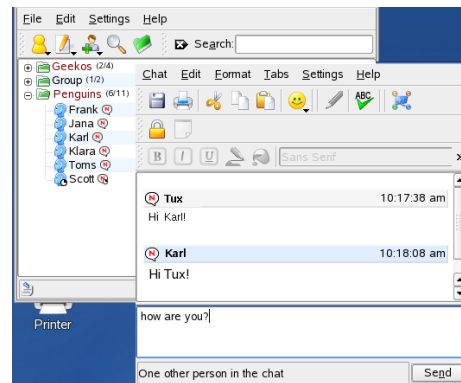 File Edit Settings Help
Search:
Geekos (2/4)
Group (1/2)
Penguins (6/11)
Frank
Jana
Karl
Klara
Toms
Scott
Chat Edit Format Tabs Settings Help
ABC
B I U Sans Serif »
N Tux 10:17:38 am
Hi Karl!
N Karl 10:18:08 am
Hi Tux!
how are you?
One other person in the chat Send
Printer